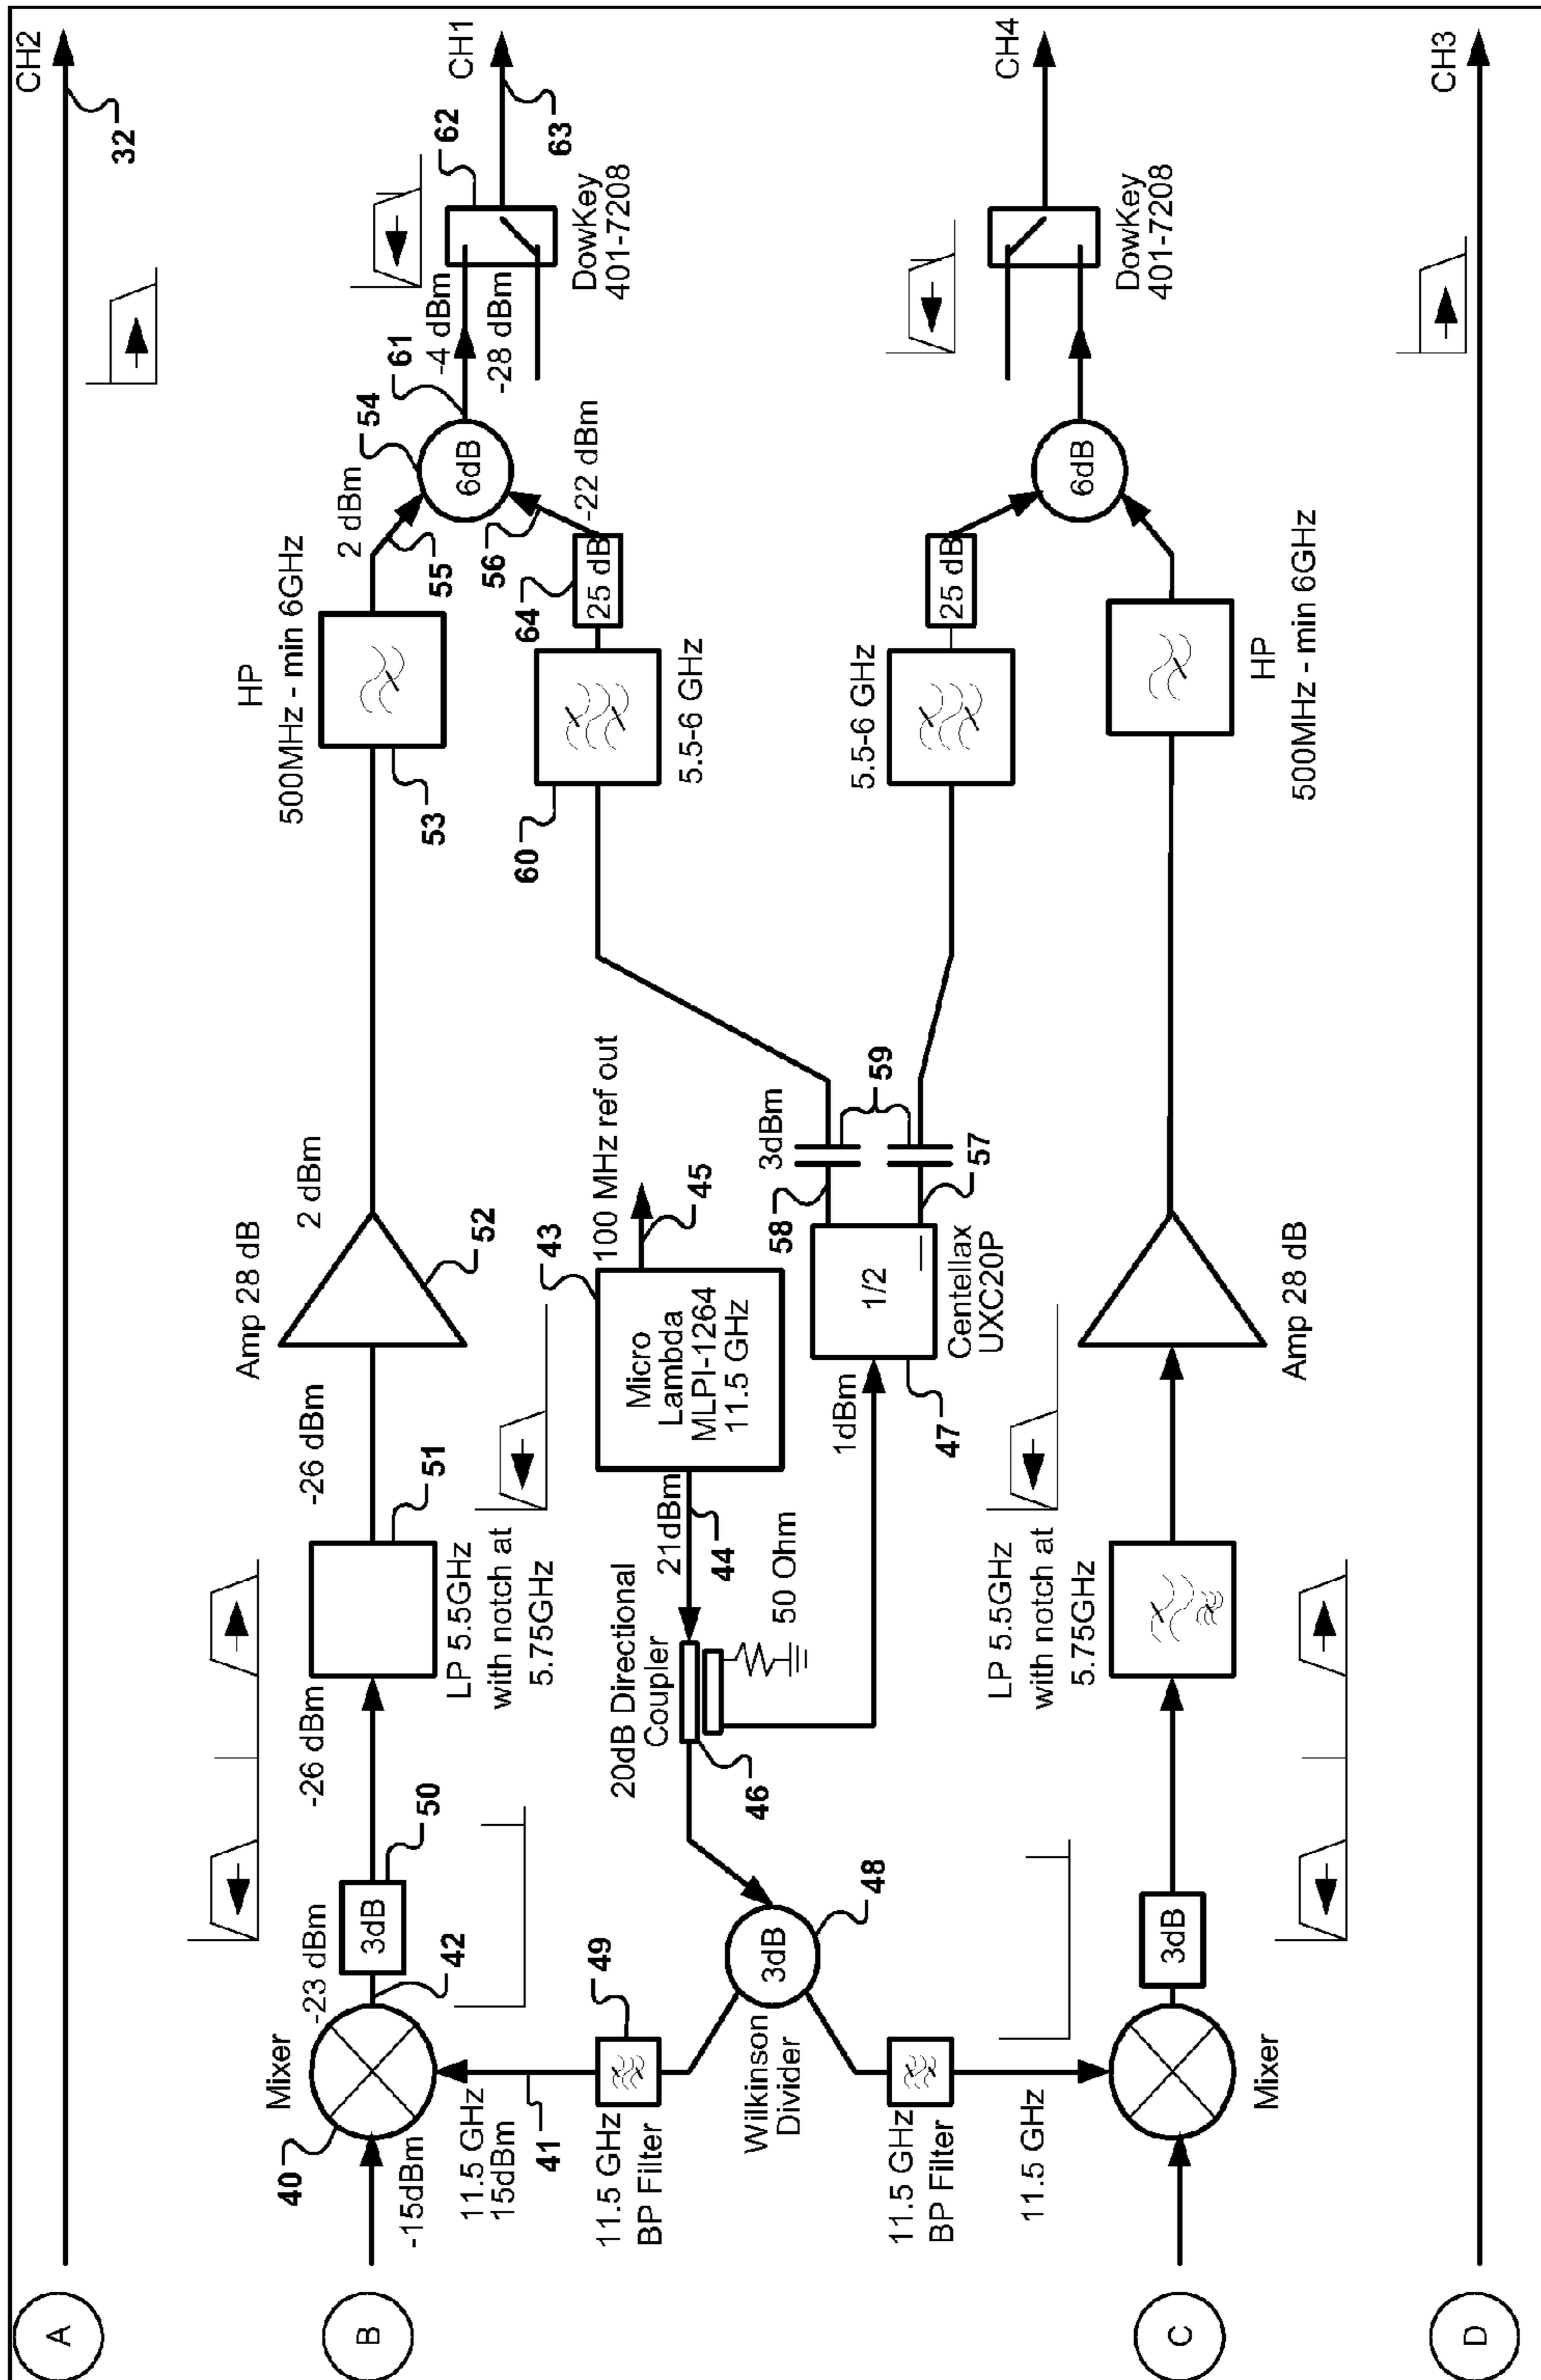 A
32
CH2
B
-15dBm
40
Mixer
-23 dBm
42
3dB
50
-26 dBm
LP 5.5GHz
with notch at
5.75GHz
51
-26 dBm
Amp 28 dB
2 dBm
52
HP
500MHz - min 6GHz
53
2 dBm
55
54
6dB
61
-4 dBm
-28 dBm
62
DowKey
401-7208
63
CH1
11.5 GHz
15dBm
41
11.5 GHz
BP Filter
49
Wilkinson
Divider
3dB
48
20dB Directional
Coupler
46
50 Ohm
21dBm
44
Micro
Lambda
MLPI-1264
11.5 GHz
43
100 MHz ref out
45
1dBm
47
1/2
Centellax
UXC20P
58
3dBm
57
59
60
5.5-6 GHz
64
25 dB
56
-22 dBm
5.5-6 GHz
25 dB
11.5 GHz
BP Filter
11.5 GHz
C
Mixer
3dB
LP 5.5GHz
with notch at
5.75GHz
Amp 28 dB
HP
500MHz - min 6GHz
6dB
DowKey
401-7208
CH4
D
CH3